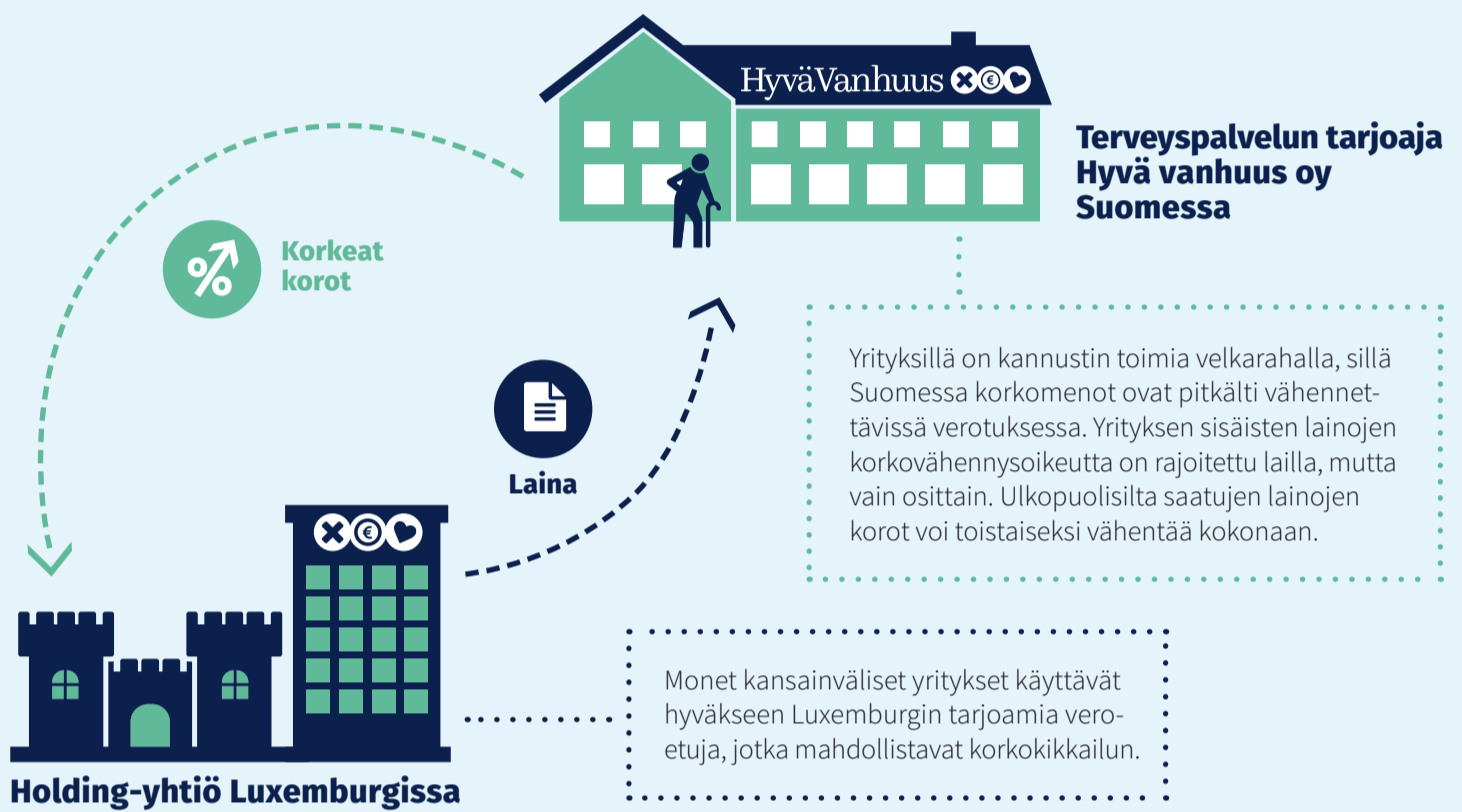 HyväVanhuus
Terveyspalvelun tarjoaja
Hyvä vanhuus oy
Suomessa
Korkeat
korot
Laina
Yrityksillä on kannustin toimia velkarahalla, sillä
Suomessa korkomenot ovat pitkälti vähennet-
tävissä verotuksessa. Yrityksen sisäisten lainojen
korkovähennysoikeutta on rajoitettu lailla, mutta
vain osittain. Ulkopuolisilta saatujen lainojen
korot voi toistaiseksi vähentää kokonaan.
Monet kansainväliset yritykset käyttävät
hyväkseen Luxemburgin tarjoamia vero-
etuja, jotka mahdollistavat korkokikkailun.
Holding-yhtiö Luxemburgissa